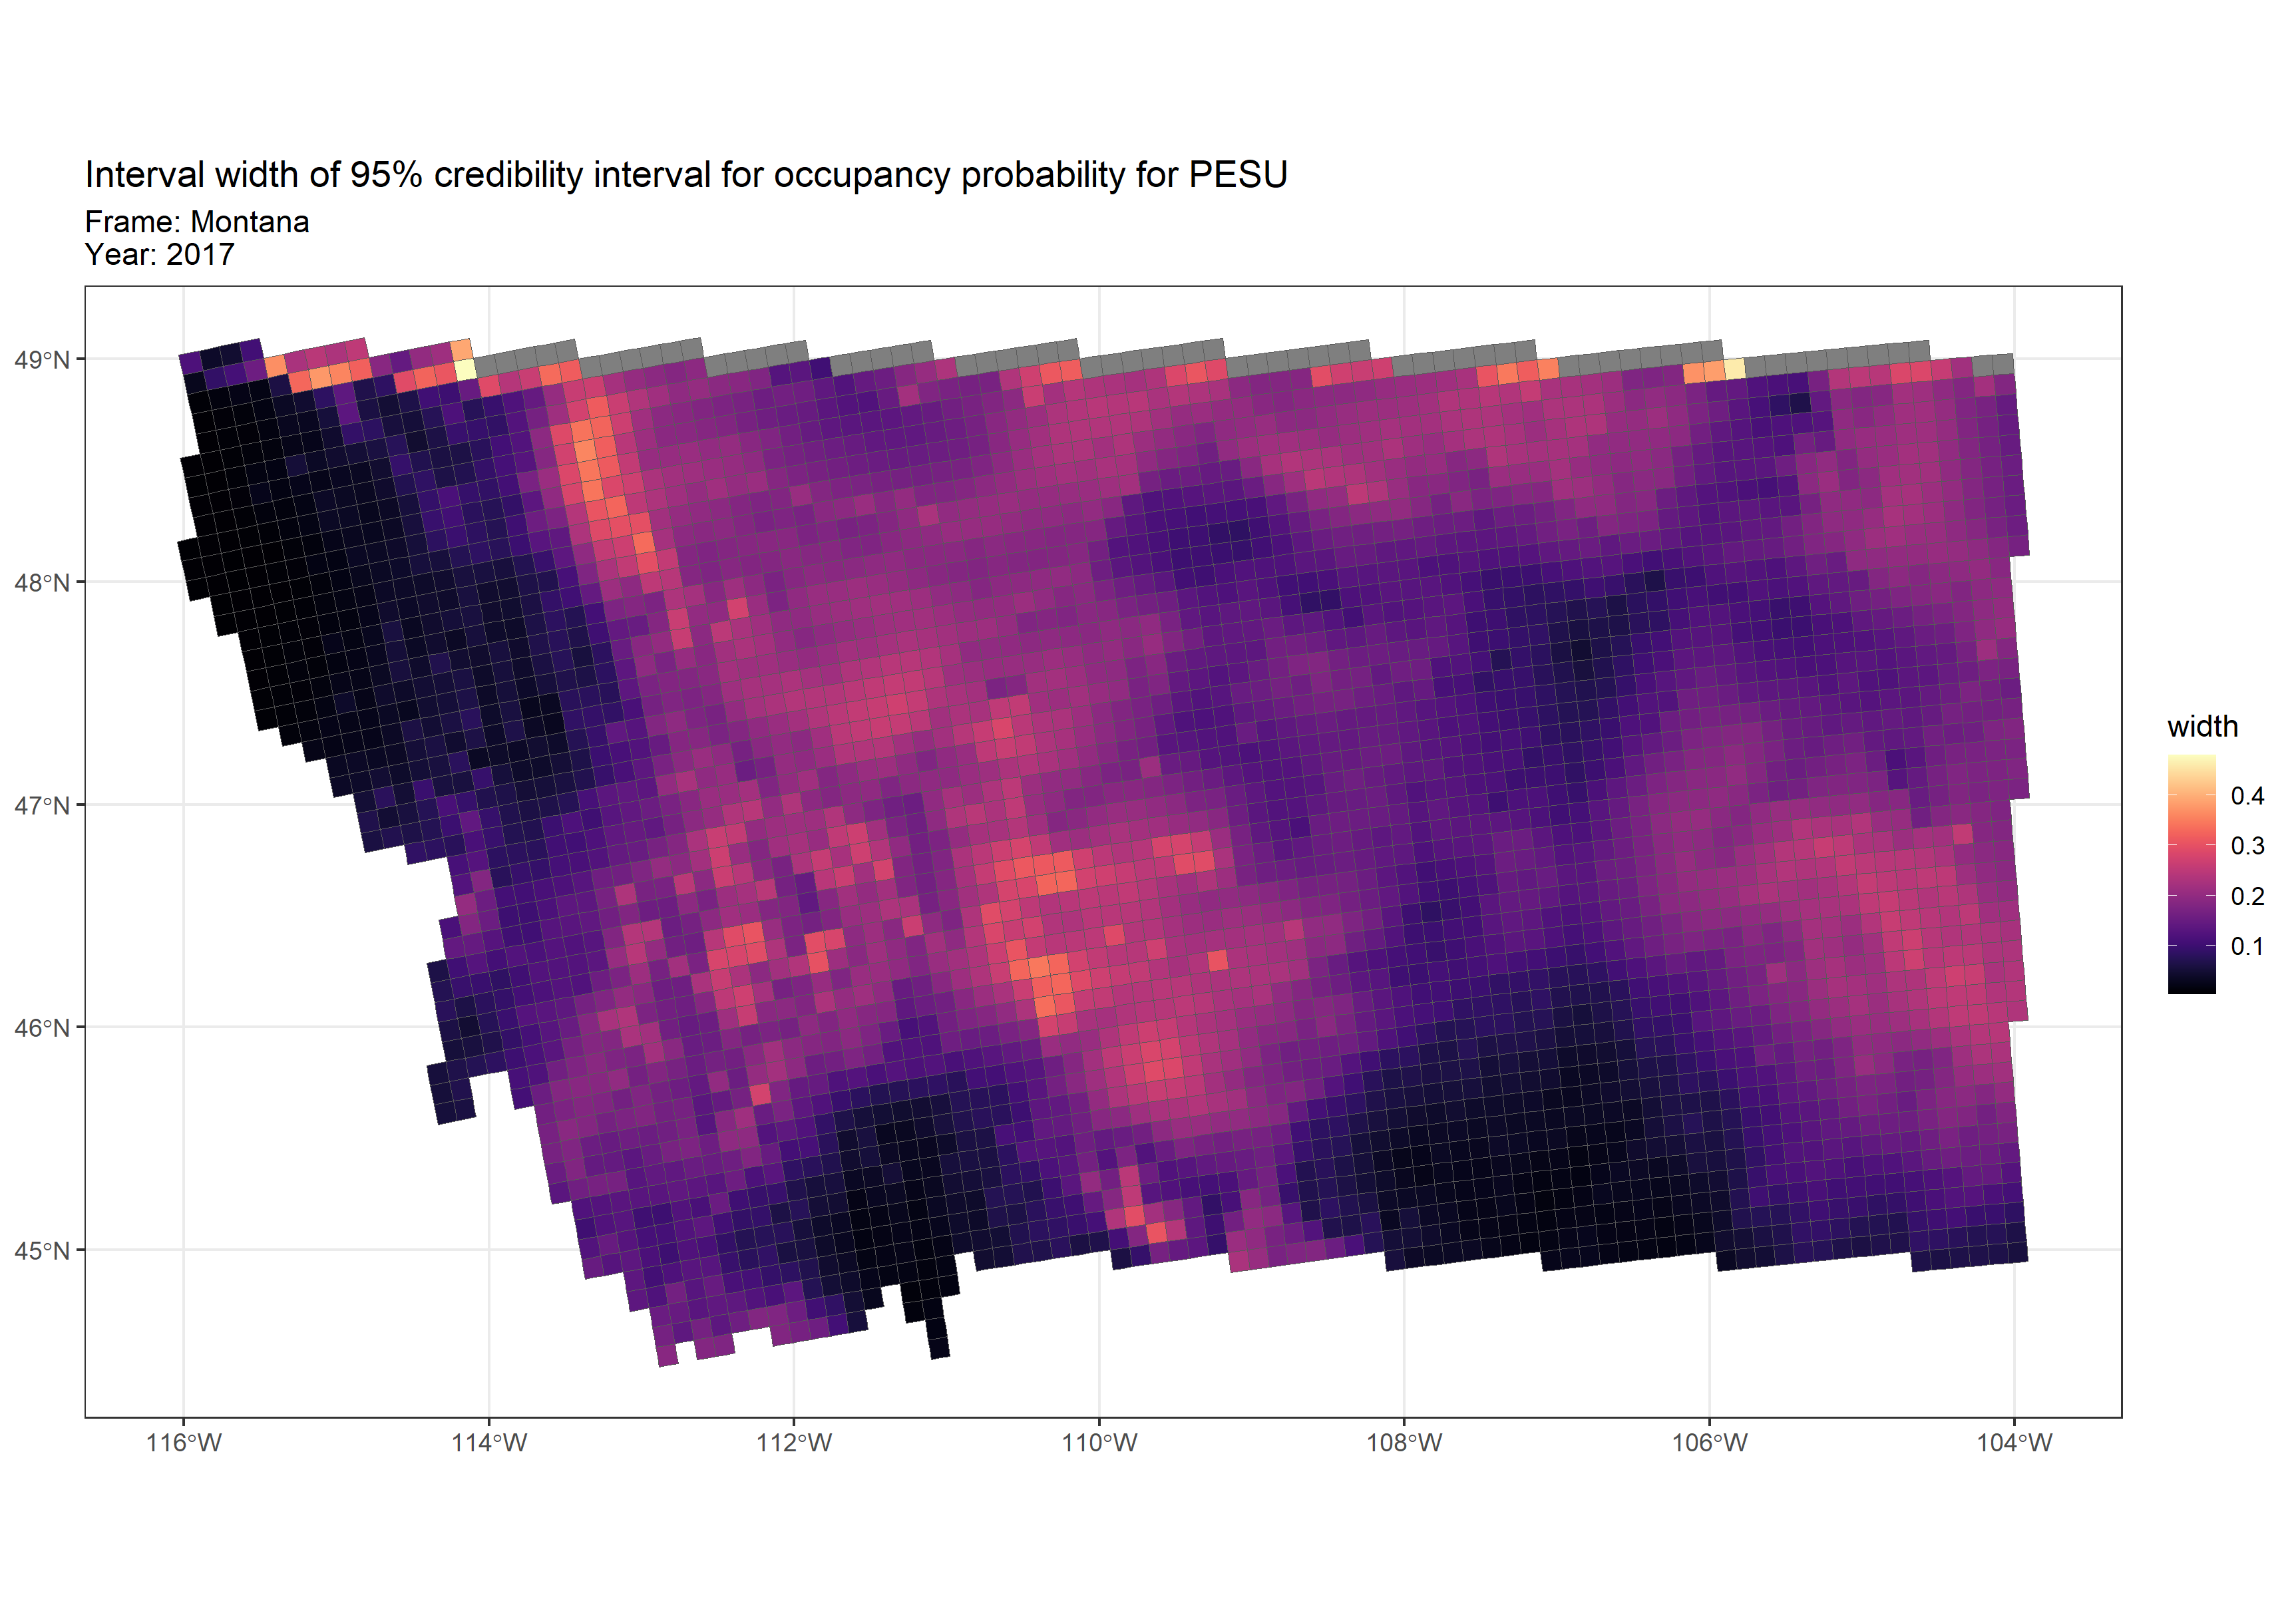 Interval width of 95% credibility interval for occupancy probability for PESU
Frame: Montana
Year: 2017
49°N
48°N
47°N
46°N
45°N
116°W
114°W
112°W
110°W
108°W
106°W
104°W
width
0.4
0.3
0.2
0.1